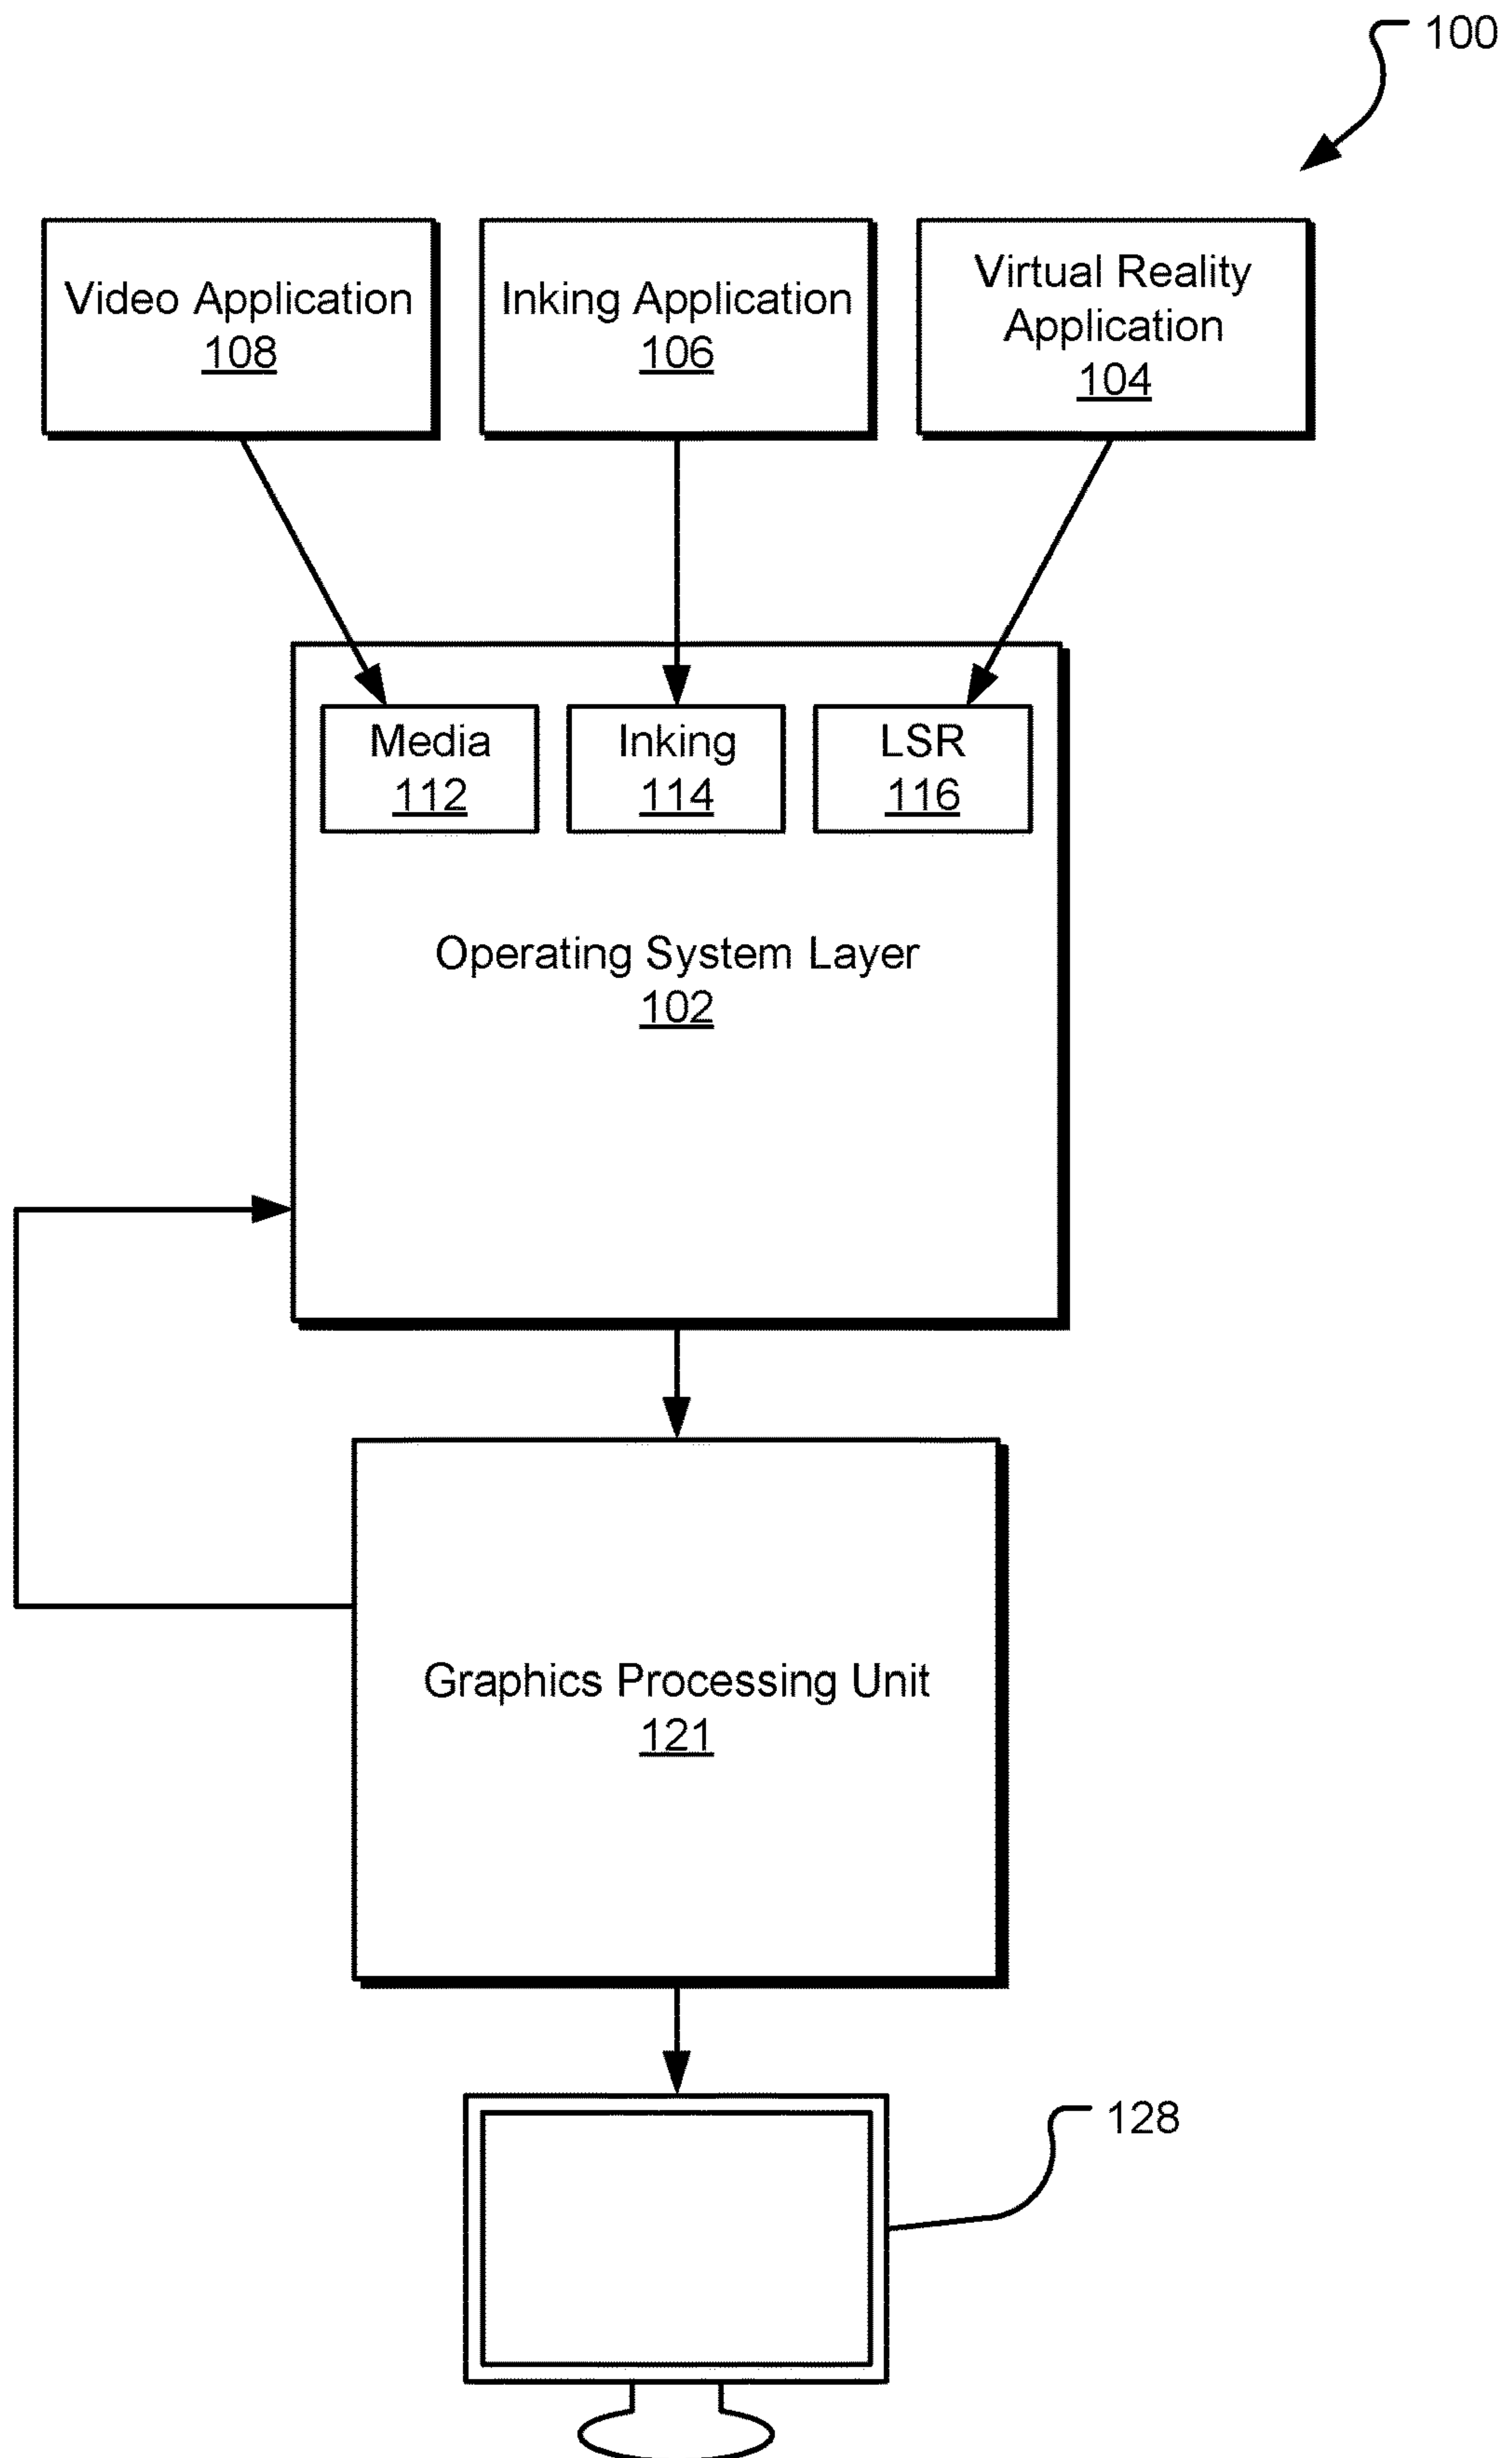 100
Video Application
108
Inking Application
106
Virtual Reality
Application
104
Media
112
Inking
114
LSR
116
Operating System Layer
102
Graphics Processing Unit
121
128